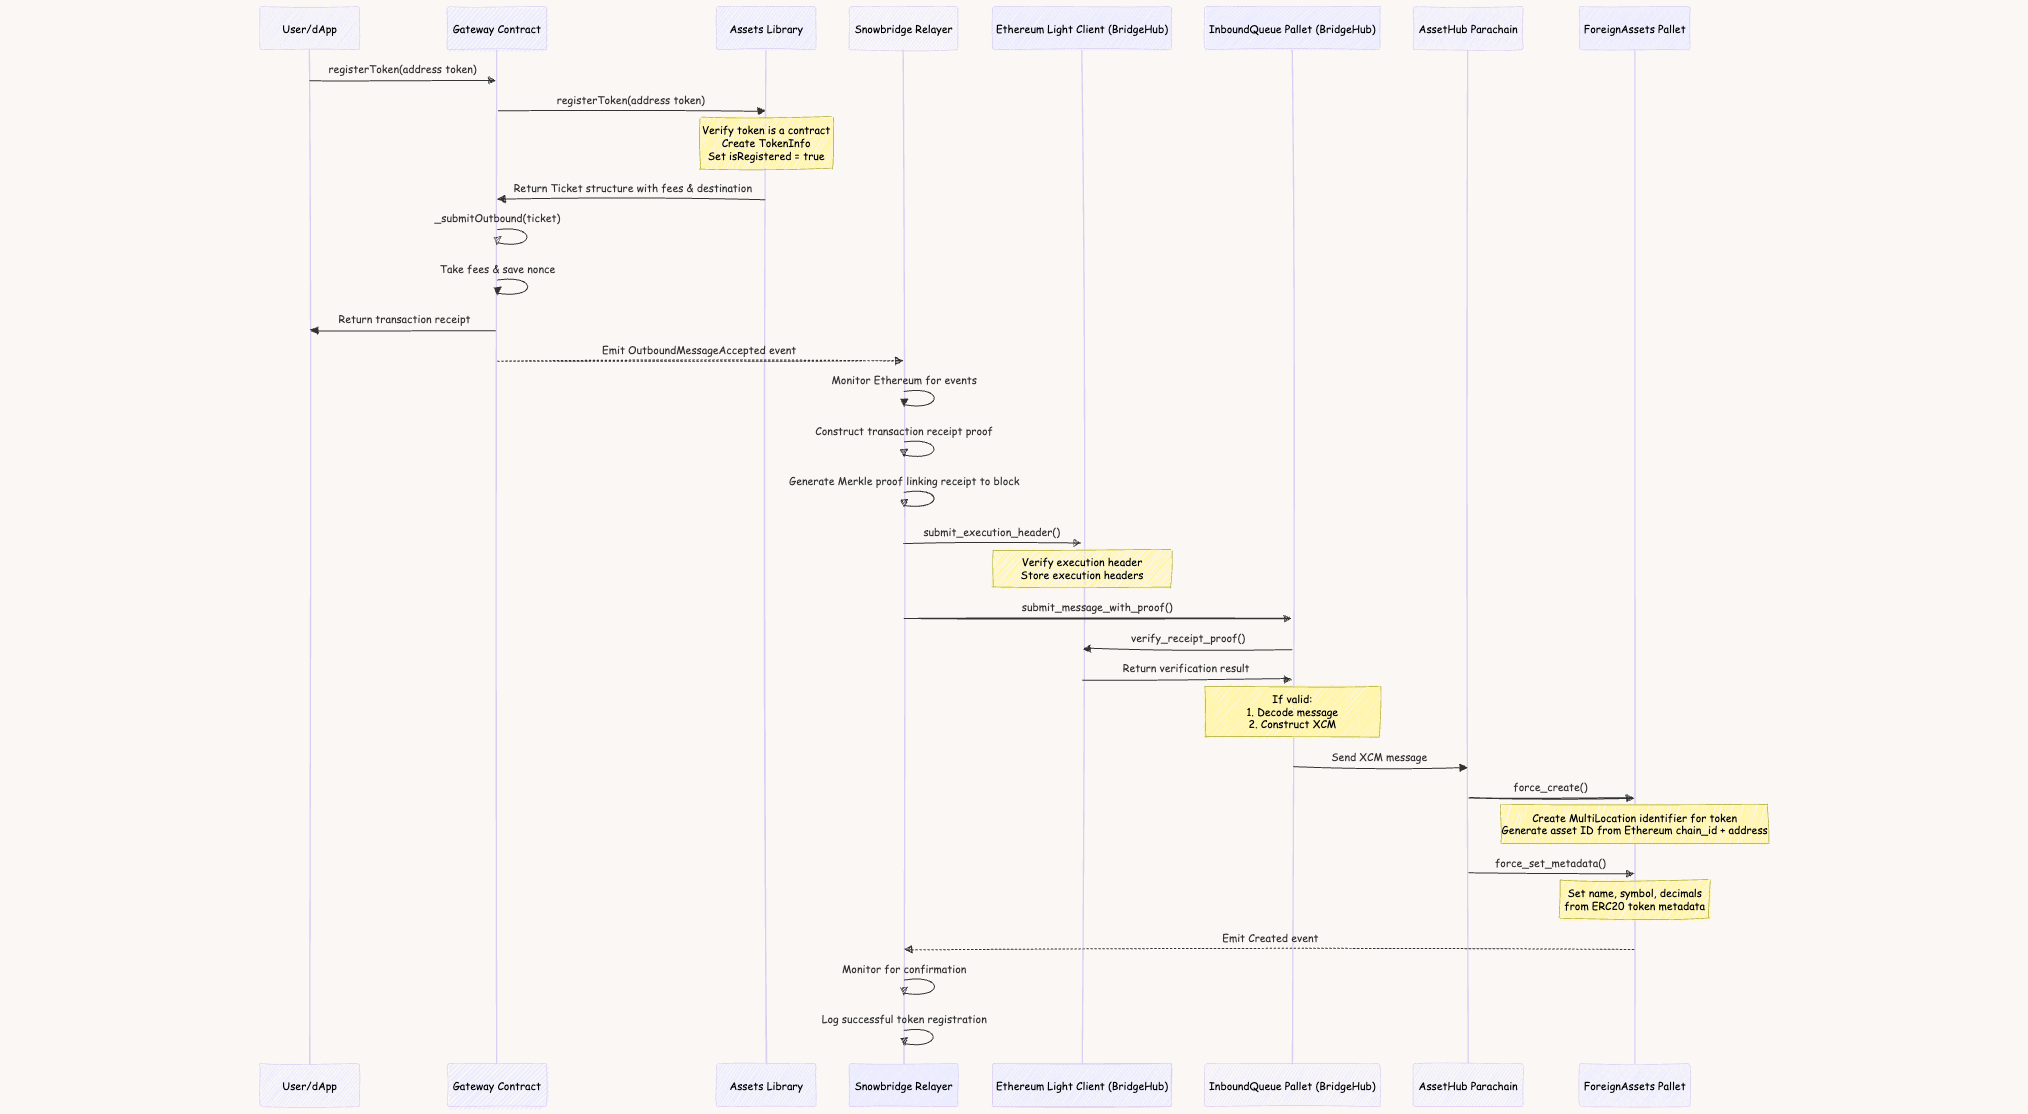 User/dApp
Gateway Contract
Assets Library
Snowbridge Relayer
Ethereum Light Client (BridgeHub)
InboundQueue Pallet (BridgeHub)
AssetHub Parachain
ForeignAssets Pallet
registerToken(address token)
registerToken(address token)
Verify token is a contract
Create TokenInfo
Set isRegistered = true
Return Ticket structure with fees & destination
_submitOutbound(ticket)
Take fees & save nonce
Return transaction receipt
Emit OutboundMessageAccepted event
Monitor Ethereum for events
Construct transaction receipt proof
Generate Merkle proof linking receipt to block
submit_execution_header()
Verify execution header
Store execution headers
submit_message_with_proof()
verify_receipt_proof()
Return verification result
If valid:
1. Decode message
2. Construct XCM
Send XCM message
force_create()
Create MultiLocation identifier for token
Generate asset ID from Ethereum chain_id + address
force_set_metadata()
Set name, symbol, decimals
from ERC20 token metadata
Emit Created event
Monitor for confirmation
Log successful token registration
User/dApp
Gateway Contract
Assets Library
Snowbridge Relayer
Ethereum Light Client (BridgeHub)
InboundQueue Pallet (BridgeHub)
AssetHub Parachain
ForeignAssets Pallet